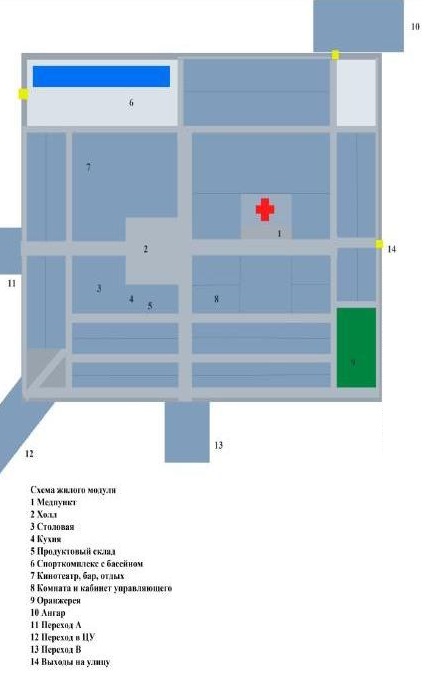 10
6
7
1
2
14
11
3
4
5
8
9
13
12
Схема жилого модуля
1 Медпункт
2 Холл
3 Столовая
4 Кухня
5 Продуктовый склад
6 Спорткомплекс с бассейном
7 Кинотеатр, бар, отдых
8 Комната и кабинет управляющего
9 Оранжерея
10 Ангар
11 Переход А
12 Переход в ЦУ
13 Переход В
14 Выходы на улицу